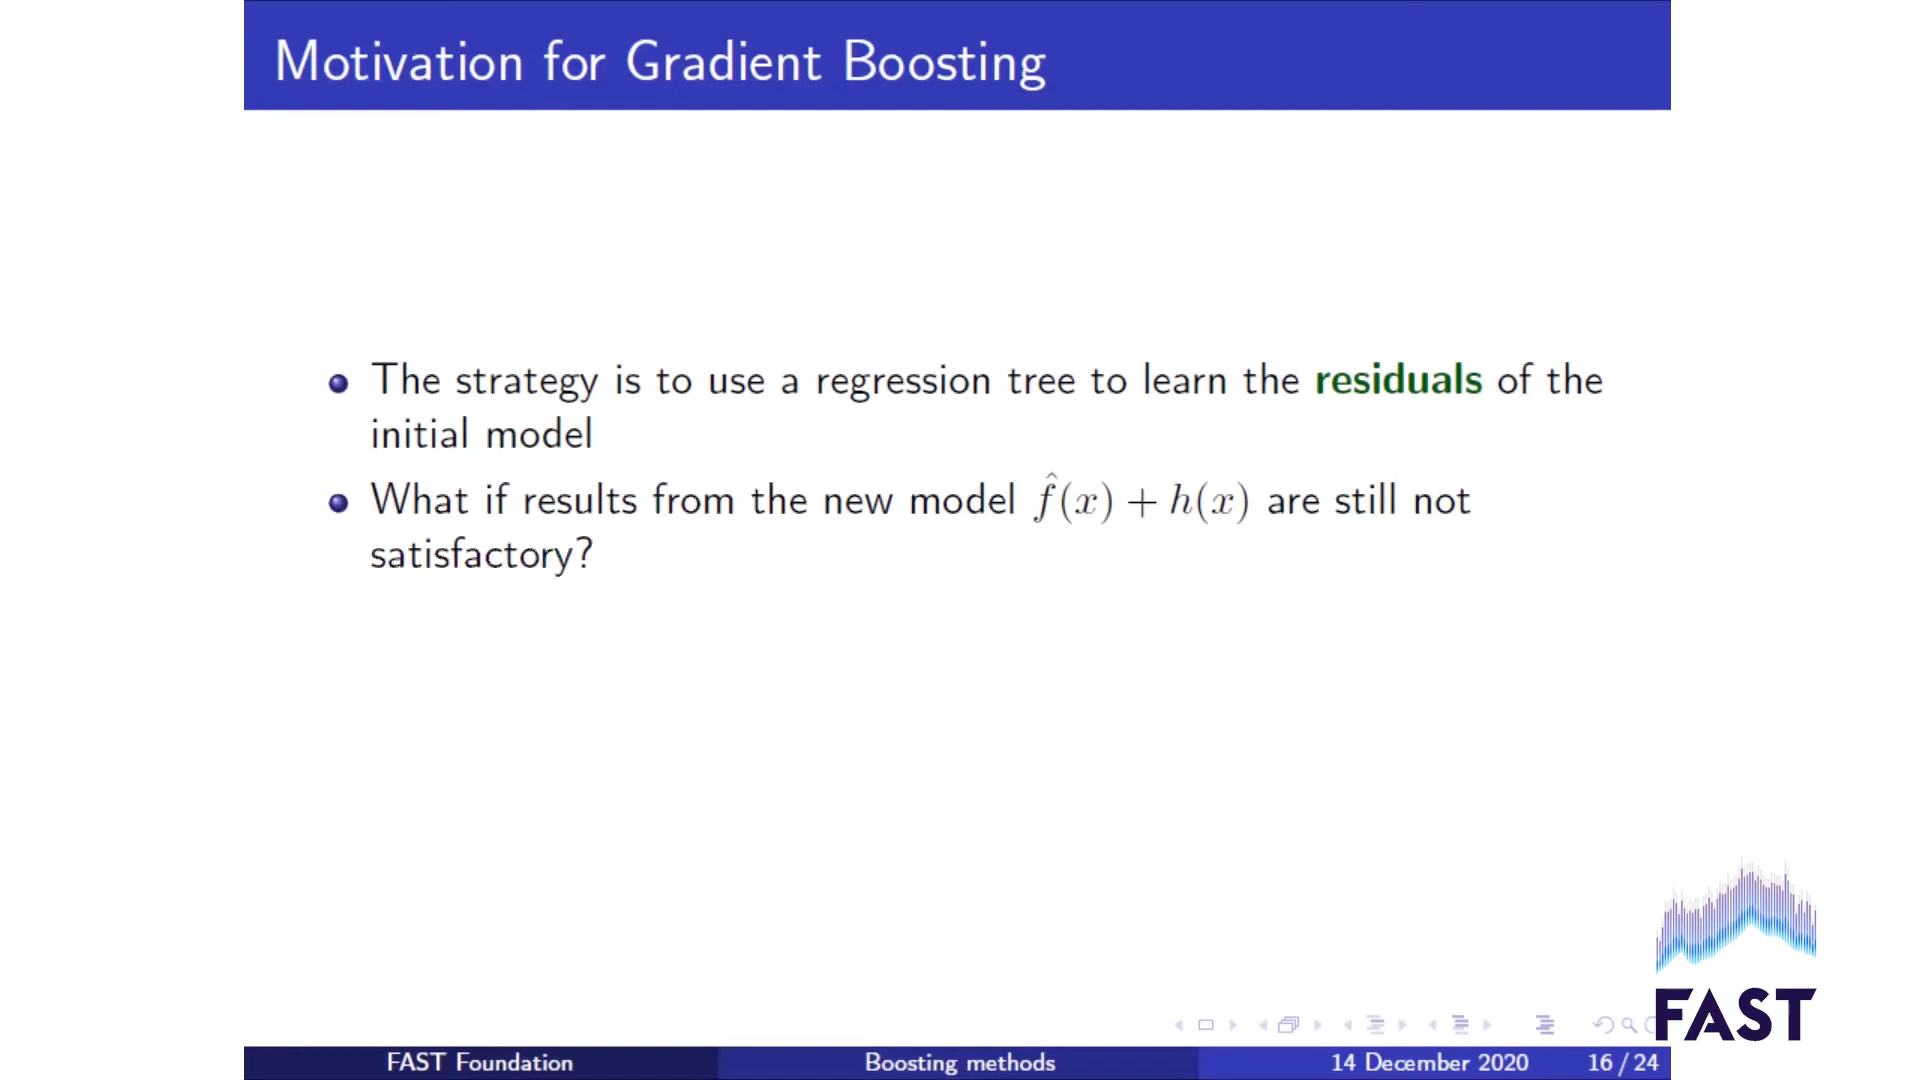 Motivation for Gradient Boosting
The strategy is to use a regression tree to learn the residuals of the
initial model
What if results from the new model f̂(x) + h(x) are still not
satisfactory?
FAST
FAST Foundation
Boosting methods
14 December 2020
16 / 24